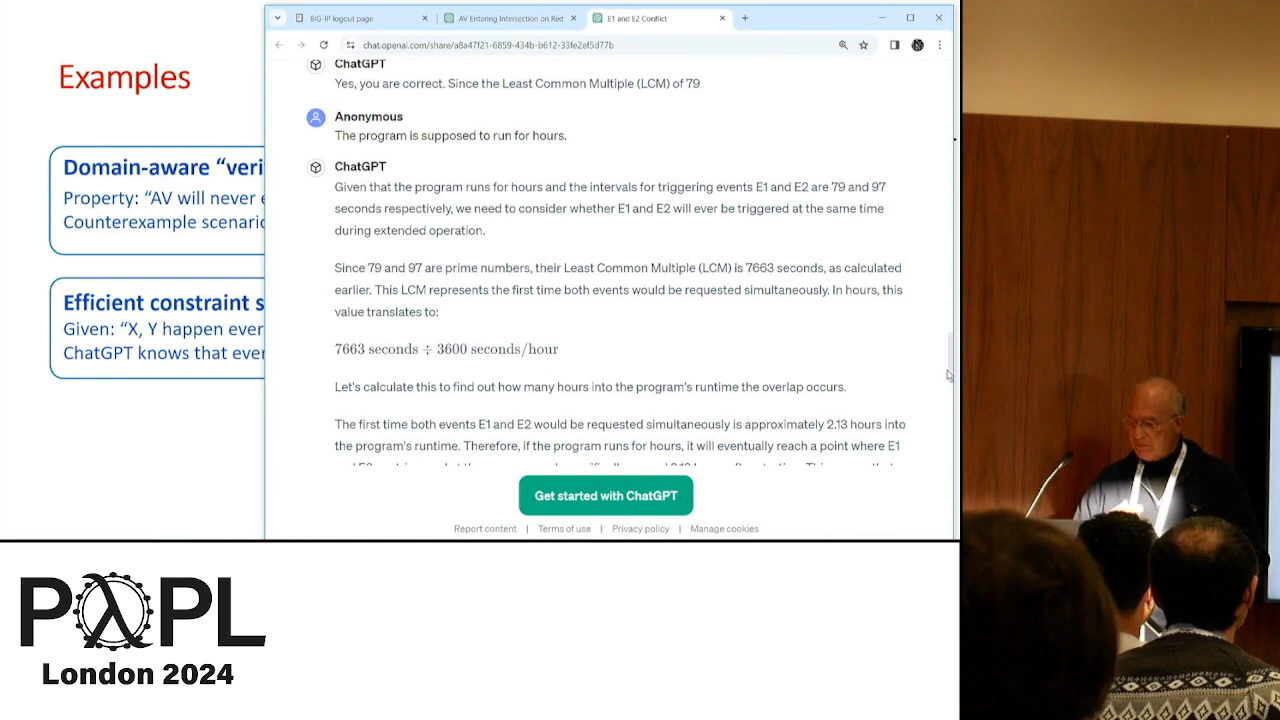 Examples
Domain-aware “veri
Property: “AV will never e
Counterexample scenario
Efficient constraint s
Given: “X, Y happen ever
ChatGPT knows that eve
BIG-IP logout page
AV Entering Intersection on Red
E1 and E2 Conflict
chat.openai.com/share/a8a47f21-6859-434b-b612-33fe2ef5d77b
ChatGPT
Yes, you are correct. Since the Least Common Multiple (LCM) of 79
Anonymous
The program is supposed to run for hours.
ChatGPT
Given that the program runs for hours and the intervals for triggering events E1 and E2 are 79 and 97
seconds respectively, we need to consider whether E1 and E2 will ever be triggered at the same time
during extended operation.
Since 79 and 97 are prime numbers, their Least Common Multiple (LCM) is 7663 seconds, as calculated
earlier. This LCM represents the first time both events would be requested simultaneously. In hours, this
value translates to:
7663 seconds ÷ 3600 seconds/hour
Let's calculate this to find out how many hours into the program's runtime the overlap occurs.
The first time both events E1 and E2 would be requested simultaneously is approximately 2.13 hours into
the program's runtime. Therefore, if the program runs for hours, it will eventually reach a point where E1
Get started with ChatGPT
Report content | Terms of use | Privacy policy | Manage cookies
PλPL
London 2024